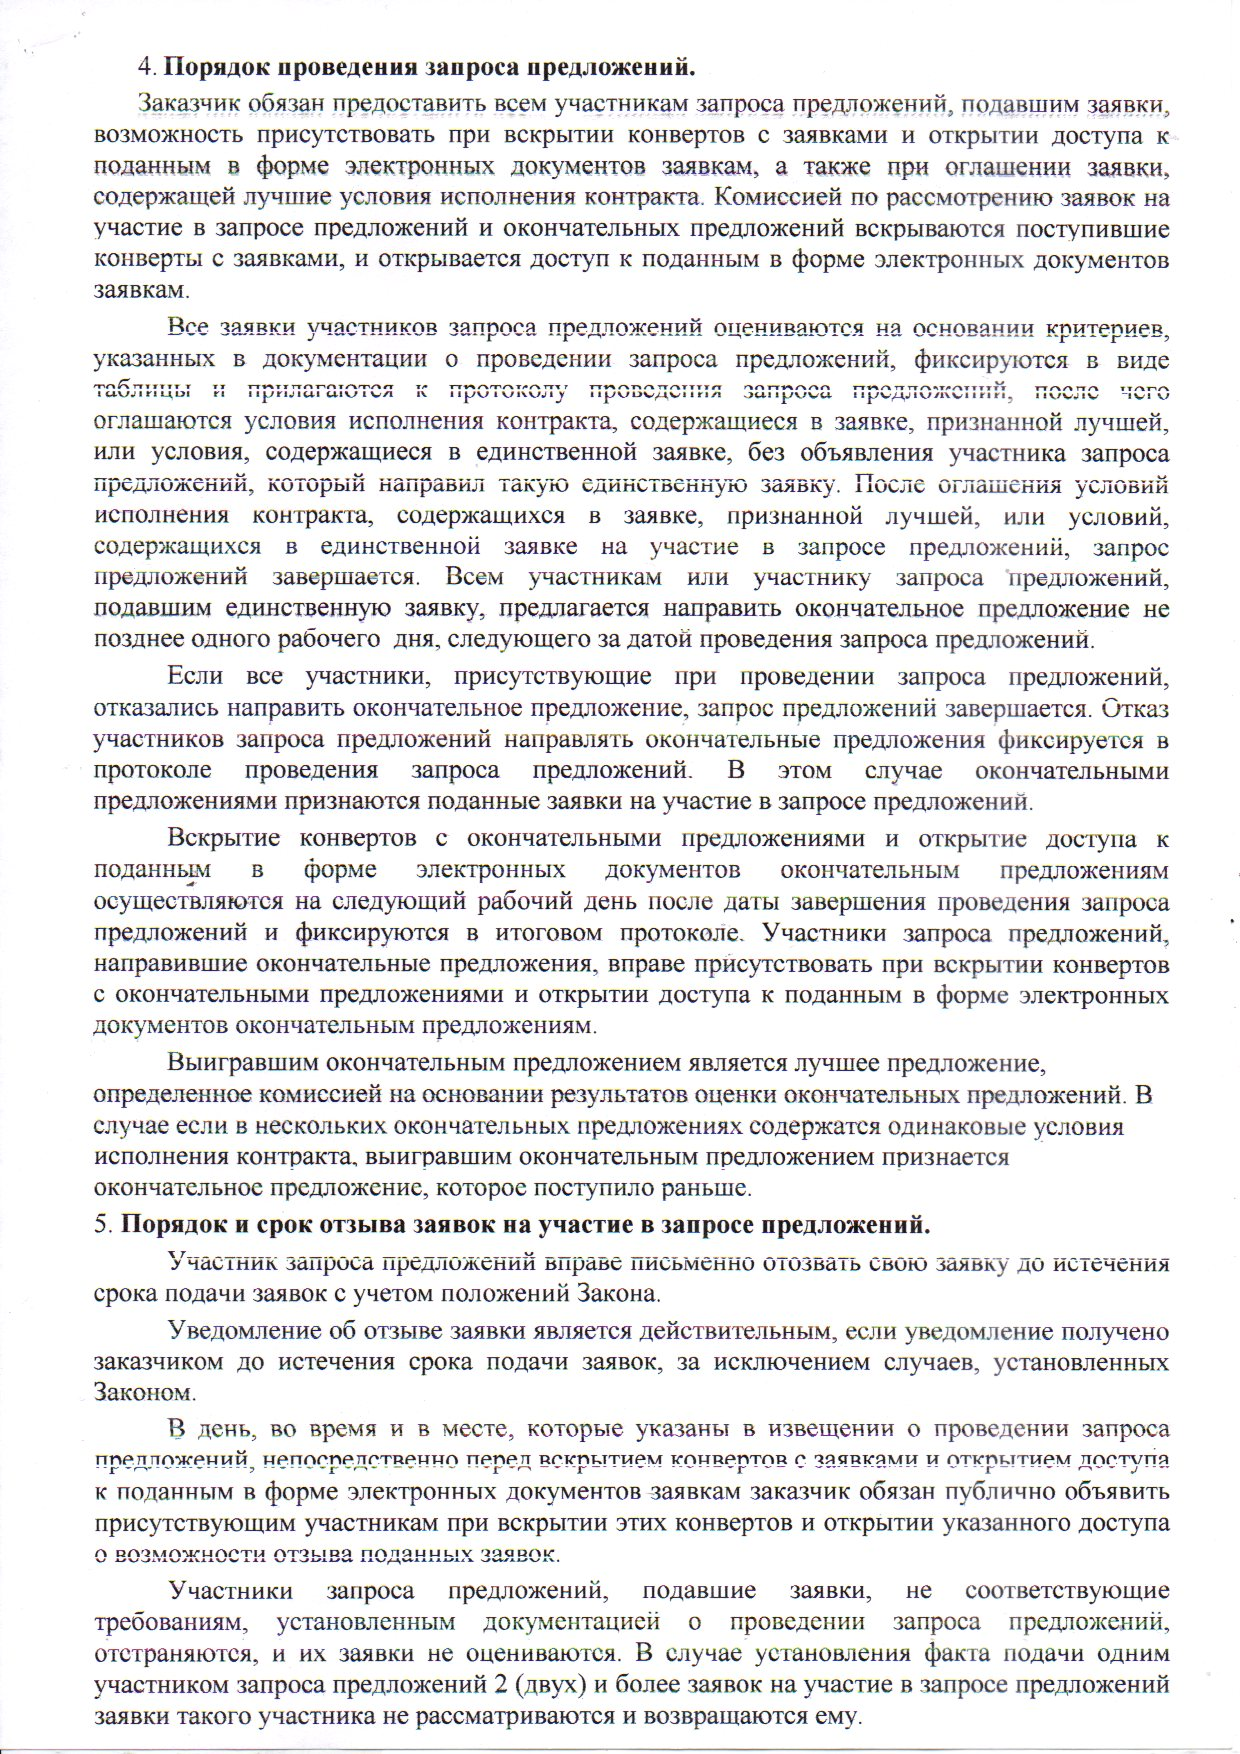 4. Порядок проведения запроса предложений.
Заказчик обязан предоставить всем участникам запроса предложений, подавшим заявки,
возможность присутствовать при вскрытии конвертов с заявками и открытии доступа к
поданным в форме электронных документов заявкам, а также при оглашении заявки,
содержащей лучшие условия исполнения контракта. Комиссией по рассмотрению заявок на
участие в запросе предложений и окончательных предложений вскрываются поступившие
конверты с заявками, и открывается доступ к поданным в форме электронных документов
заявкам.
Все заявки участников запроса предложений оцениваются на основании критериев,
указанных в документации о проведении запроса предложений, фиксируются в виде
таблицы и прилагаются к протоколу проведения запроса предложений, после чего
оглашаются условия исполнения контракта, содержащиеся в заявке, признанной лучшей,
или условия, содержащиеся в единственной заявке, без объявления участника запроса
предложений, который направил такую единственную заявку. После оглашения условий
исполнения контракта, содержащихся в заявке, признанной лучшей, или условий,
содержащихся в единственной заявке на участие в запросе предложений, запрос
предложений завершается. Всем участникам или участнику запроса предложений,
подавшим единственную заявку, предлагается направить окончательное предложение не
позднее одного рабочего дня, следующего за датой проведения запроса предложений.
Если все участники, присутствующие при проведении запроса предложений,
отказались направить окончательное предложение, запрос предложений завершается. Отказ
участников запроса предложений направлять окончательные предложения фиксируется в
протоколе проведения запроса предложений. В этом случае окончательными
предложениями признаются поданные заявки на участие в запросе предложений.
Вскрытие конвертов с окончательными предложениями и открытие доступа к
поданным в форме электронных документов окончательным предложениям
осуществляются на следующий рабочий день после даты завершения проведения запроса
предложений и фиксируются в итоговом протоколе. Участники запроса предложений,
направившие окончательные предложения, вправе присутствовать при вскрытии конвертов
с окончательными предложениями и открытии доступа к поданным в форме электронных
документов окончательным предложениям.
Выигравшим окончательным предложением является лучшее предложение,
определенное комиссией на основании результатов оценки окончательных предложений. В
случае если в нескольких окончательных предложениях содержатся одинаковые условия
исполнения контракта, выигравшим окончательным предложением признается
окончательное предложение, которое поступило раньше.
5. Порядок и срок отзыва заявок на участие в запросе предложений.
Участник запроса предложений вправе письменно отозвать свою заявку до истечения
срока подачи заявок с учетом положений Закона.
Уведомление об отзыве заявки является действительным, если уведомление получено
заказчиком до истечения срока подачи заявок, за исключением случаев, установленных
Законом.
В день, во время и в месте, которые указаны в извещении о проведении запроса
предложений, непосредственно перед вскрытием конвертов с заявками и открытием доступа
к поданным в форме электронных документов заявкам заказчик обязан публично объявить
присутствующим участникам при вскрытии этих конвертов и открытии указанного доступа
о возможности отзыва поданных заявок.
Участники запроса предложений, подавшие заявки, не соответствующие
требованиям, установленным документацией о проведении запроса предложений,
отстраняются, и их заявки не оцениваются. В случае установления факта подачи одним
участником запроса предложений 2 (двух) и более заявок на участие в запросе предложений
заявки такого участника не рассматриваются и возвращаются ему.